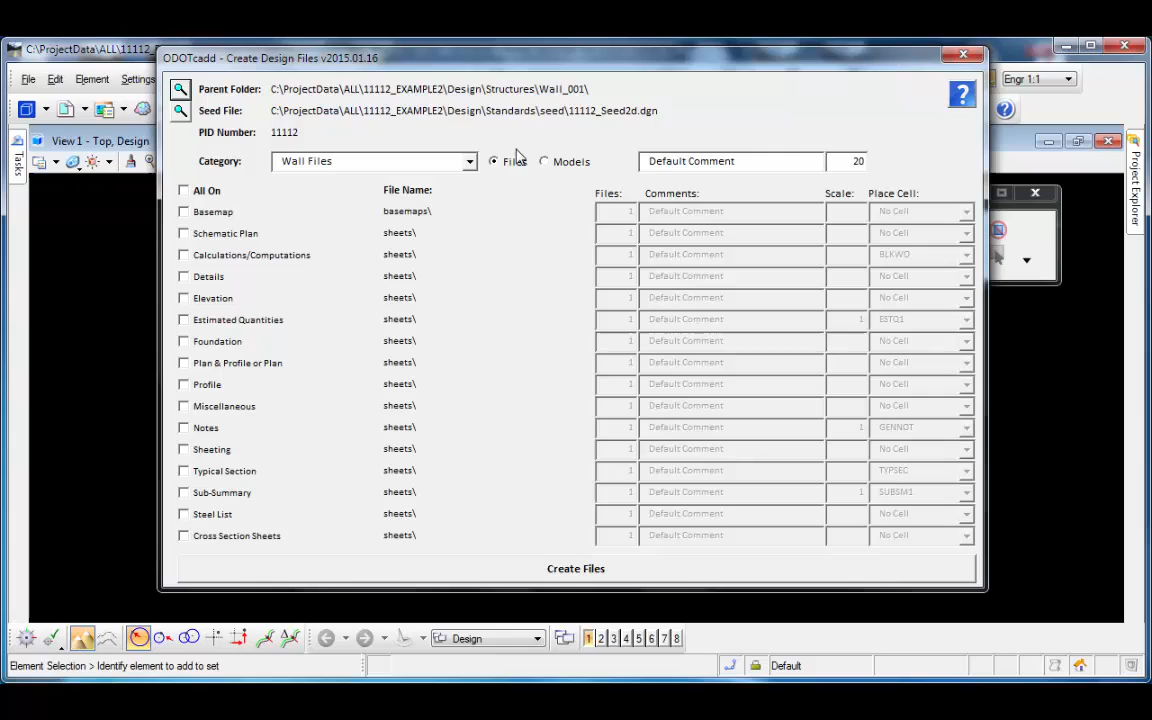 C:\ProjectData\ALL\11112_
ODOTcadd - Create Design Files v2015.01.16
File Edit Element Settings
Engr 1:1
Parent Folder: C:\ProjectData\ALL\11112_EXAMPLE2\Design\Structures\Wall_001\
Seed File: C:\ProjectData\ALL\11112_EXAMPLE2\Design\Standards\seed\11112_Seed2d.dgn
PID Number: 11112
View 1 - Top, Design
Tasks
Project Explorer
Category: Wall Files Files Models Default Comment 20
All On File Name: Files: Comments: Scale: Place Cell:
Basemap basemaps\ 1 Default Comment No Cell
Schematic Plan sheets\ 1 Default Comment No Cell
Calculations/Computations sheets\ 1 Default Comment BLKWO
Details sheets\ 1 Default Comment No Cell
Elevation sheets\ 1 Default Comment No Cell
Estimated Quantities sheets\ 1 Default Comment 1 ESTQ1
Foundation sheets\ 1 Default Comment No Cell
Plan & Profile or Plan sheets\ 1 Default Comment No Cell
Profile sheets\ 1 Default Comment No Cell
Miscellaneous sheets\ 1 Default Comment No Cell
Notes sheets\ 1 Default Comment 1 GENNOT
Sheeting sheets\ 1 Default Comment No Cell
Typical Section sheets\ 1 Default Comment TYPSEC
Sub-Summary sheets\ 1 Default Comment 1 SUBSM1
Steel List sheets\ 1 Default Comment No Cell
Cross Section Sheets sheets\ 1 Default Comment No Cell
Create Files
Design 1 2 3 4 5 6 7 8
Element Selection > Identify element to add to set Default